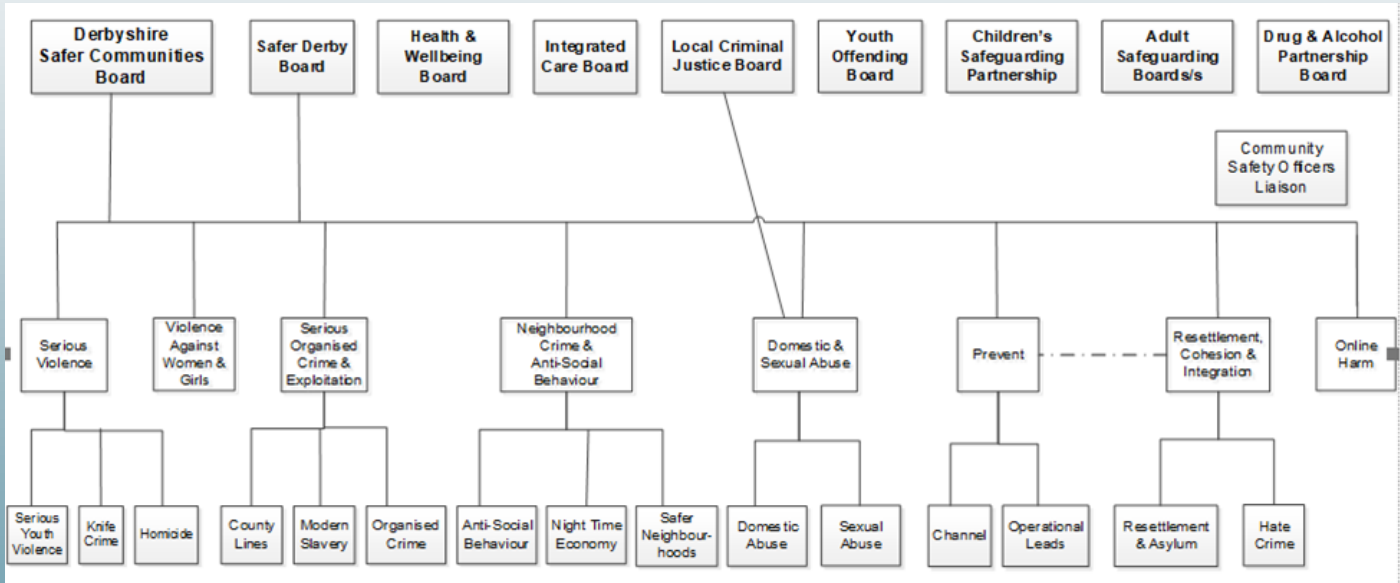 Derbyshire
Safer Communities
Board
Safer Derby
Board
Health &
Wellbeing
Board
Integrated
Care Board
Local Criminal
Justice Board
Youth
Offending
Board
Children's
Safeguarding
Partnership
Adult
Safeguarding
Boards/s
Drug & Alcohol
Partnership
Board
Community
Safety Officers
Liaison
Serious
Violence
Violence
Against
Women &
Girls
Serious
Organised
Crime &
Exploitation
Neighbourhood
Crime &
Anti-Social
Behaviour
Domestic &
Sexual Abuse
Prevent
Resettlement,
Cohesion &
Integration
Online
Harm
Serious
Youth
Violence
Knife
Crime
Homicide
County
Lines
Modern
Slavery
Organised
Crime
Anti-Social
Behaviour
Night Time
Economy
Safer
Neighbour-
hoods
Domestic
Abuse
Sexual
Abuse
Channel
Operational
Leads
Resettlement
& Asylum
Hate
Crime